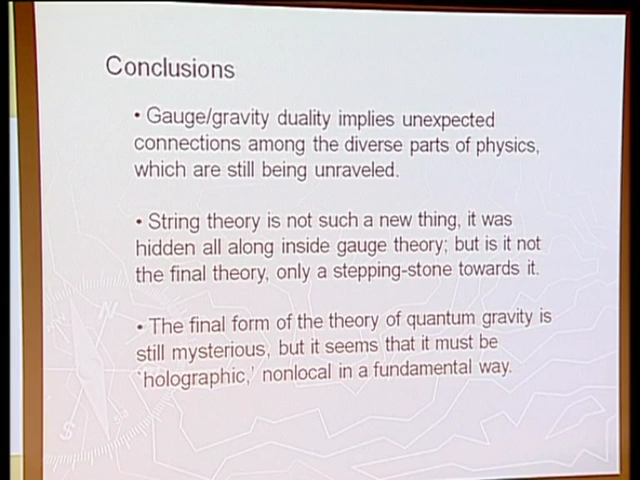 Conclusions
• Gauge/gravity duality implies unexpected
connections among the diverse parts of physics,
which are still being unraveled.
• String theory is not such a new thing, it was
hidden all along inside gauge theory; but is it not
the final theory, only a stepping-stone towards it.
• The final form of the theory of quantum gravity is
still mysterious, but it seems that it must be
‘holographic,’ nonlocal in a fundamental way.
N
S